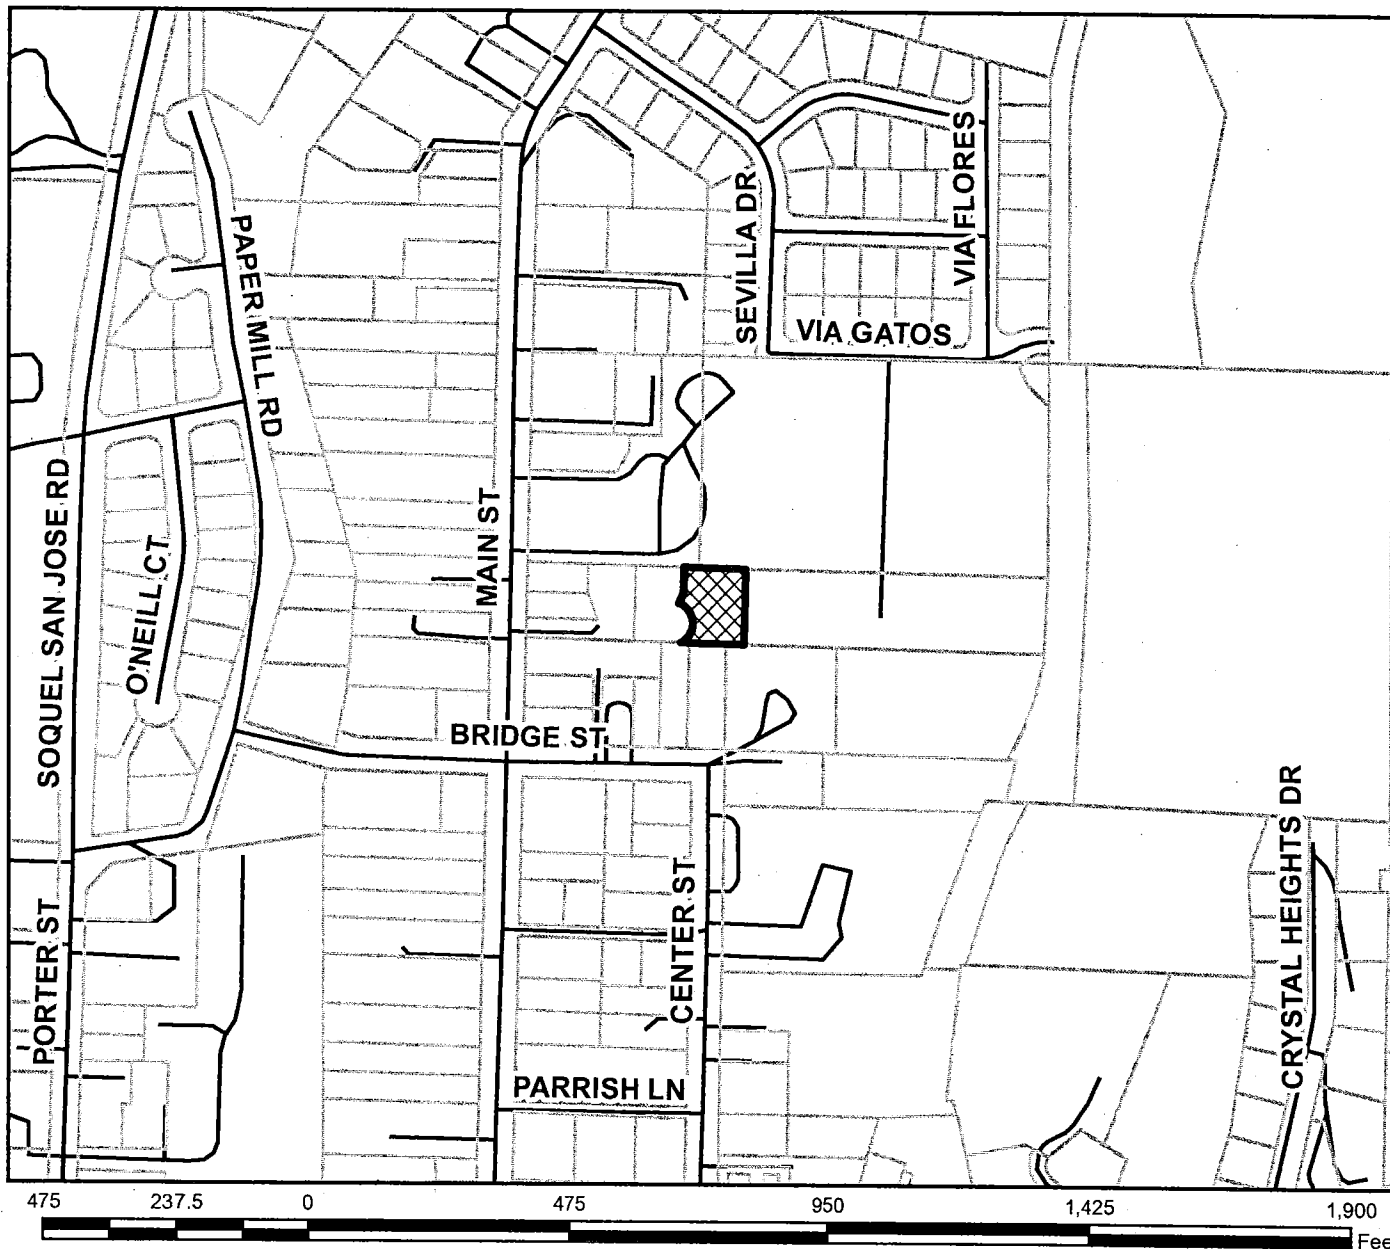 PAPER MILL RD
SEVILLA DR
VIA FLORES
VIA GATOS
SOQUEL SAN JOSE RD
O'NEILL CT
MAIN ST
BRIDGE ST
CRYSTAL HEIGHTS DR
PORTER ST
CENTER ST
PARRISH LN
475 237.5 0 475 950 1,425 1,900
Fee